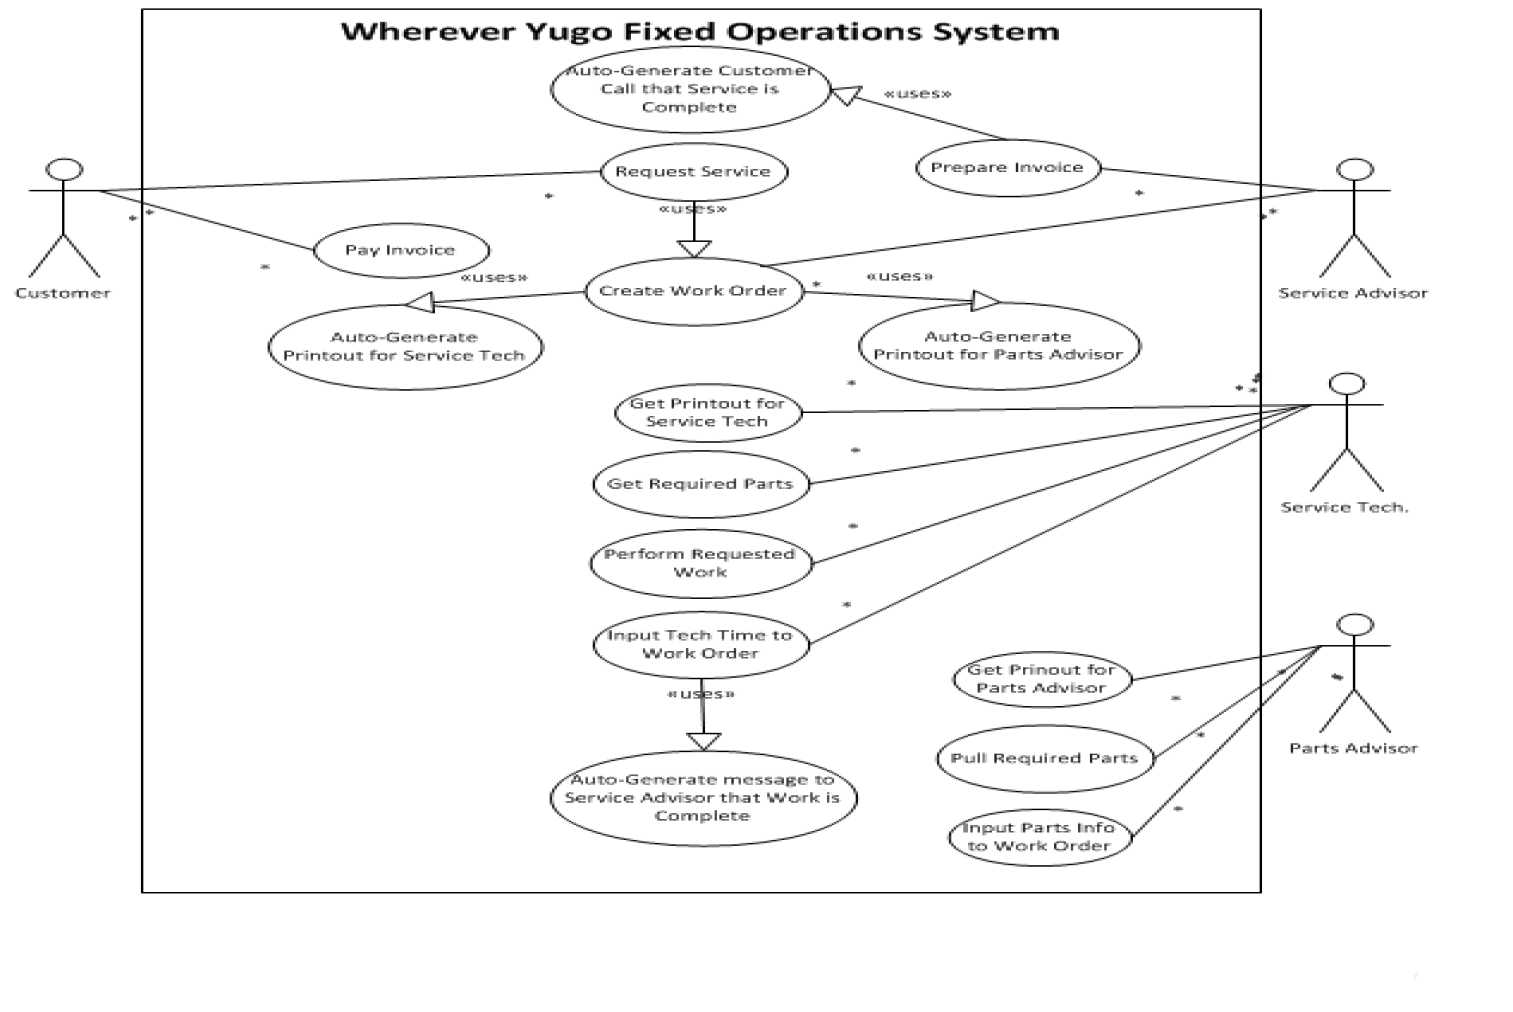 Wherever Yugo Fixed Operations System
Auto-Generate Customer
Call that Service is
Complete
«uses»
Prepare Invoice
Request Service
*
*
«uses»
*
*
*
*
Pay Invoice
*
«uses»
Create Work Order
*
«uses»
Customer
Service Advisor
Auto-Generate
Printout for Service Tech
Auto-Generate
Printout for Parts Advisor
*
*
*
*
Get Printout for
Service Tech
*
Get Required Parts
Service Tech.
*
Perform Requested
Work
*
Input Tech Time to
Work Order
Get Prinout for
Parts Advisor
*
*
«uses»
*
*
Pull Required Parts
Parts Advisor
Auto-Generate message to
Service Advisor that Work is
Complete
*
Input Parts Info
to Work Order